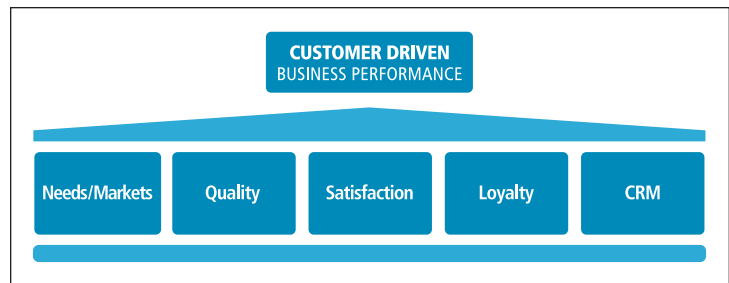 CUSTOMER DRIVEN
BUSINESS PERFORMANCE
Needs/Markets
Quality
Satisfaction
Loyalty
CRM